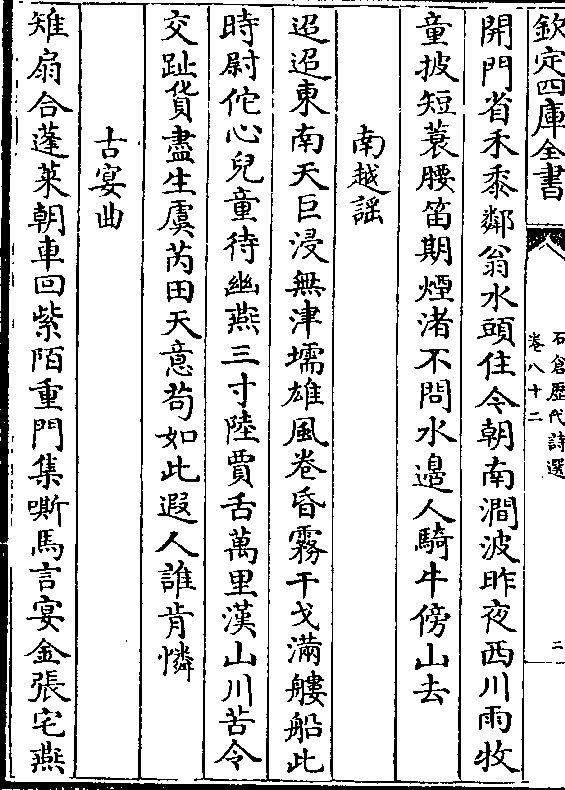 欽定四庫全書
石倉歷代詩選
卷八十二
二
開門省禾黍鄰翁水頭住今朝南澗波昨夜西川雨牧
童披短蓑腰笛期煙渚不問水邊人騎牛傍山去
南越謡
迢迢東南天巨浸無津壖雄風卷昏霧干戈滿艛船此
時尉佗心兒童待幽燕三寸陸賈舌萬里漢山川苦令
交趾貨盡生虞芮田天意苟如此遐人誰肯憐
古宴曲
雉扇合蓬萊朝車回紫陌重門集嘶馬言宴金張宅燕